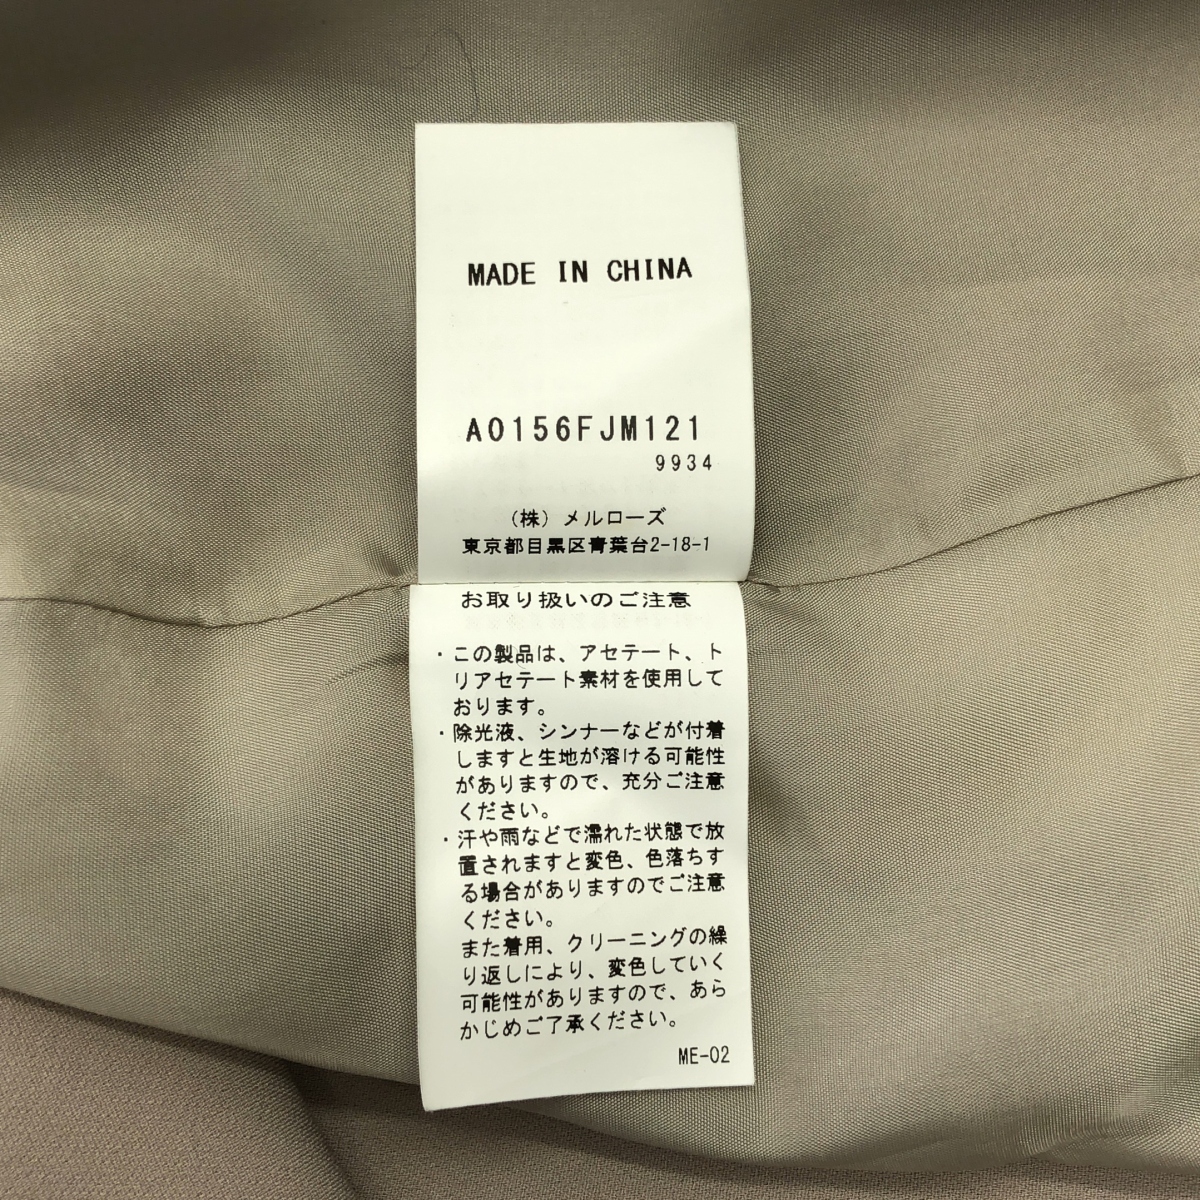 MADE IN CHINA
A0156FJM121
9934
（株）メルローズ
東京都目黒区青葉台2-18-1
お取り扱いのご注意
・この製品は、アセテート、ト
リアセテート素材を使用して
おります。
・除光液、シンナーなどが付着
しますと生地が溶ける可能性
がありますので、充分ご注意
ください。
・汗や雨などで濡れた状態で放
置されますと変色、色落ちす
る場合がありますのでご注意
ください。
また着用、クリーニングの繰
り返しにより、変色していく
可能性がありますので、あら
かじめご了承ください。
ME-02